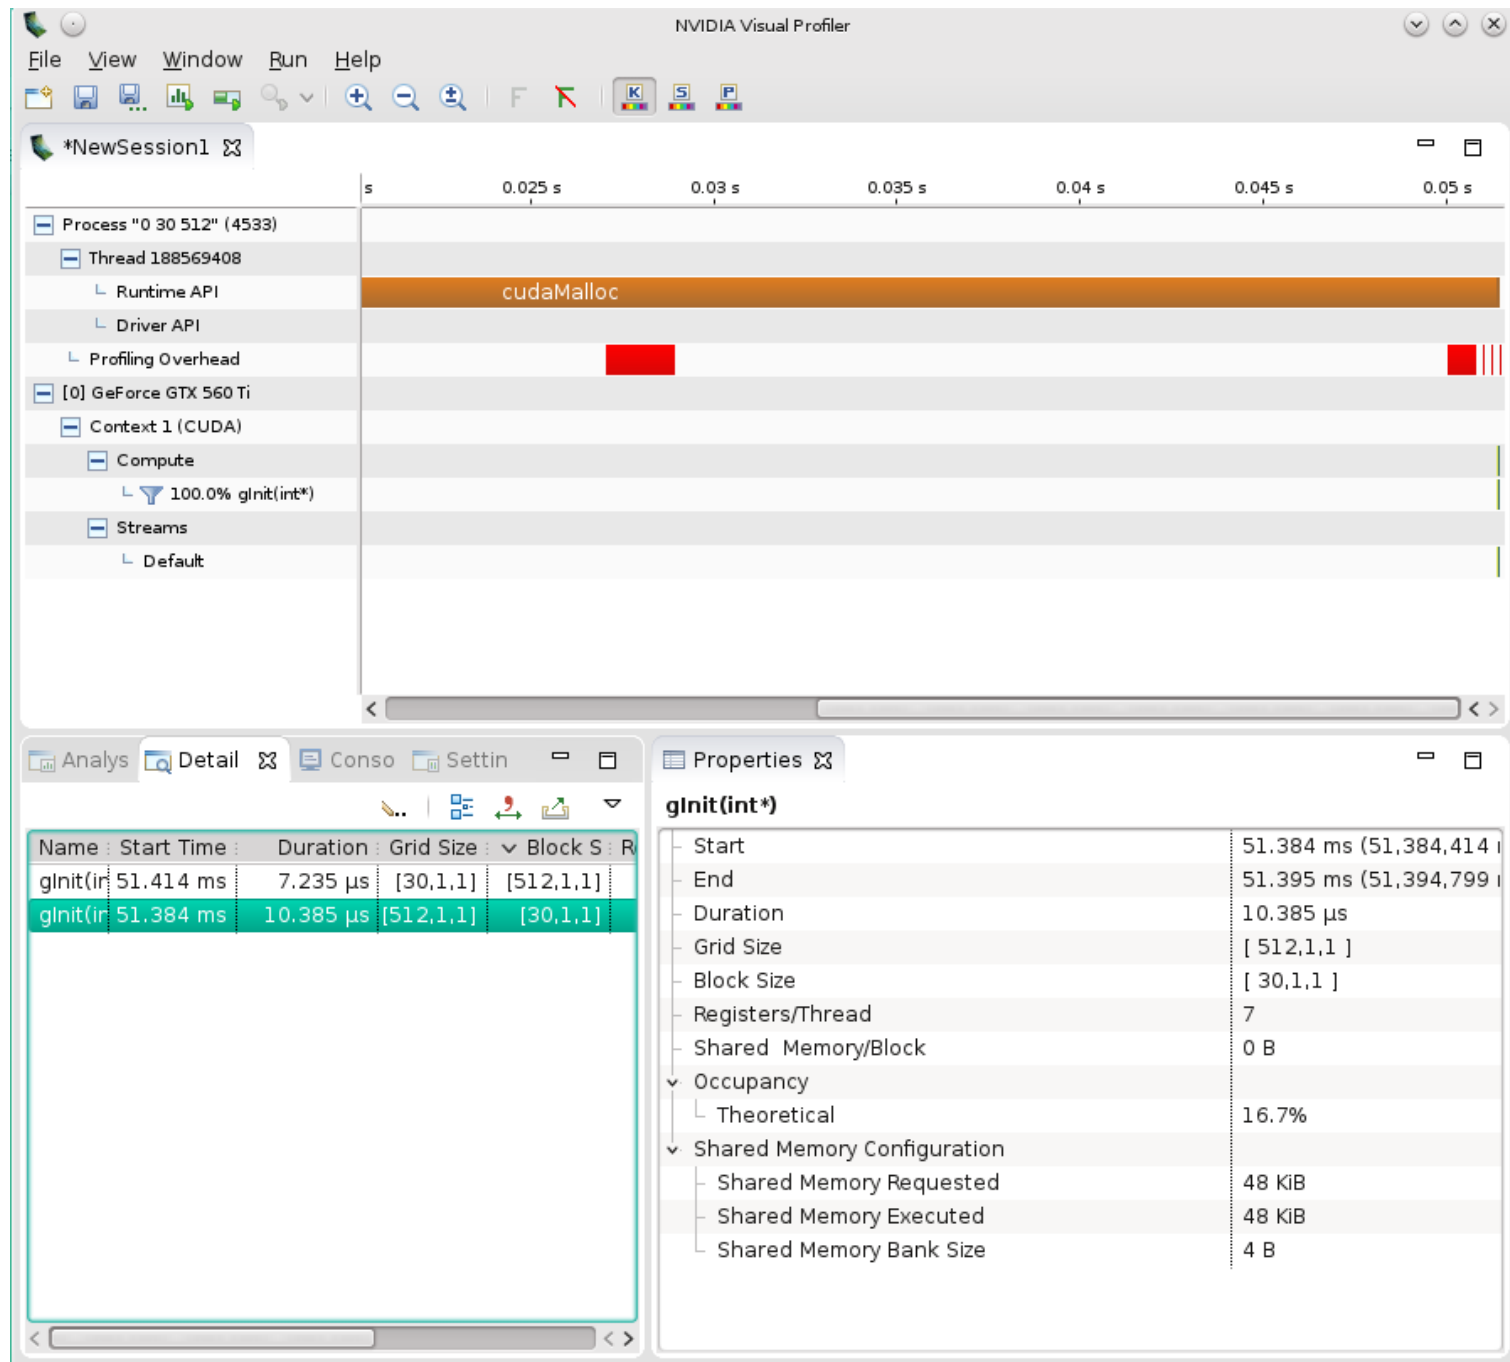 NVIDIA Visual Profiler
File View Window Run Help
F F K S P
*NewSession1
s 0.025 s 0.03 s 0.035 s 0.04 s 0.045 s 0.05 s
Process "0 30 512" (4533)
Thread 188569408
Runtime API cudaMalloc
Driver API
Profiling Overhead
[0] GeForce GTX 560 Ti
Context 1 (CUDA)
Compute
100.0% gInit(int*)
Streams
Default
Analys Detail Conso Settin
Name Start Time Duration Grid Size Block S R
gInit(ir 51.414 ms 7.235 µs [30,1,1] [512,1,1]
gInit(ir 51.384 ms 10.385 µs [512,1,1] [30,1,1]
Properties
gInit(int*)
Start 51.384 ms (51,384,414
End 51.395 ms (51,394,799
Duration 10.385 µs
Grid Size [ 512,1,1 ]
Block Size [ 30,1,1 ]
Registers/Thread 7
Shared Memory/Block 0 B
Occupancy
Theoretical 16.7%
Shared Memory Configuration
Shared Memory Requested 48 KiB
Shared Memory Executed 48 KiB
Shared Memory Bank Size 4 B